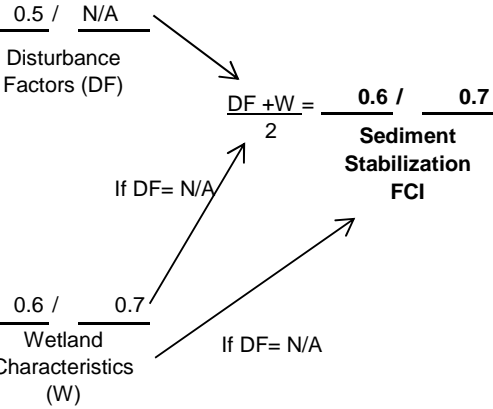 0.5 / N/A
Disturbance
Factors (DF)
DF +W = 0.6 / 0.7
2
Sediment
Stabilization
FCI
If DF= N/A
0.6 / 0.7
Wetland
Characteristics
(W)
If DF= N/A